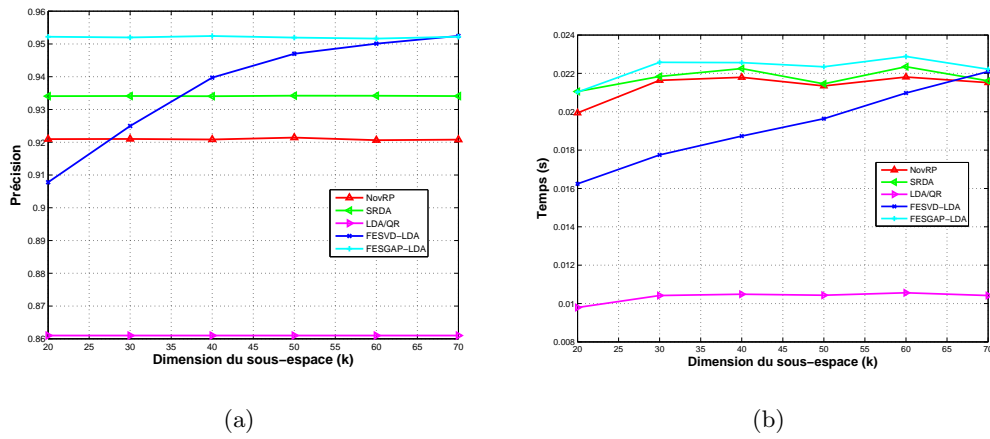 0.96
0.95
0.94
0.93
0.92
0.91
0.9
0.89
0.88
0.87
0.86
Précision
20 25 30 35 40 45 50 55 60 65 70
Dimension du sous−espace (k)
NovRP
SRDA
LDA/QR
FESVD−LDA
FESGAP−LDA
(a)
0.024
0.022
0.02
0.018
0.016
0.014
0.012
0.01
0.008
Temps (s)
20 25 30 35 40 45 50 55 60 65 70
Dimension du sous−espace (k)
NovRP
SRDA
LDA/QR
FESVD−LDA
FESGAP−LDA
(b)